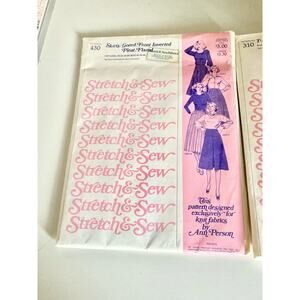 430
Skirts: Gored, Front Inverted
Pleat, Flared
$3.00
310
Stretch & Sew
Stretch & Sew
Stretch & Sew
Stretch & Sew
Stretch & Sew
Stretch & Sew
Stretch & Sew
Stretch & Sew
Stretch & Sew
Stretch & Sew
This
pattern designed
exclusively for
knit fabrics
by
Ann Person